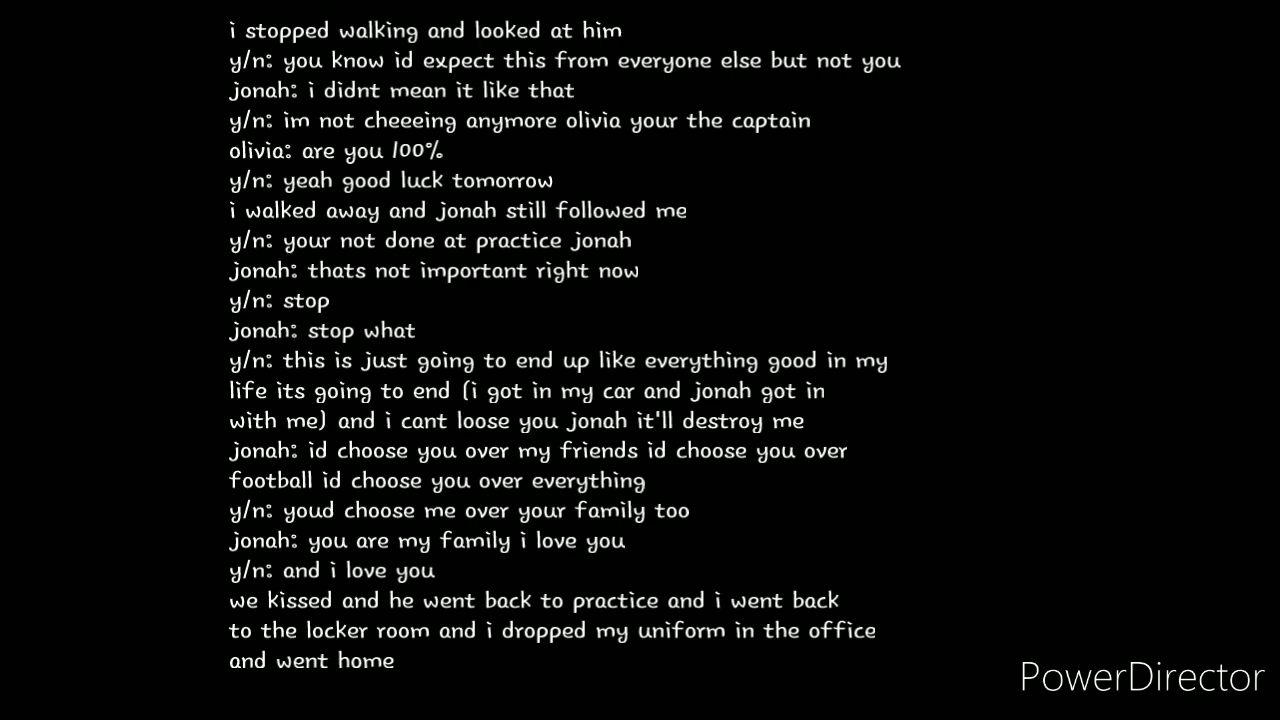 i stopped walking and looked at him
y/n: you know id expect this from everyone else but not you
jonah: i didnt mean it like that
y/n: im not cheeeing anymore olivia your the captain
olivia: are you 100%
y/n: yeah good luck tomorrow
i walked away and jonah still followed me
y/n: your not done at practice jonah
jonah: thats not important right now
y/n: stop
jonah: stop what
y/n: this is just going to end up like everything good in my
life its going to end (i got in my car and jonah got in
with me) and i cant loose you jonah it'll destroy me
jonah: id choose you over my friends id choose you over
football id choose you over everything
y/n: youd choose me over your family too
jonah: you are my family i love you
y/n: and i love you
we kissed and he went back to practice and i went back
to the locker room and i dropped my uniform in the office
and went home
PowerDirector